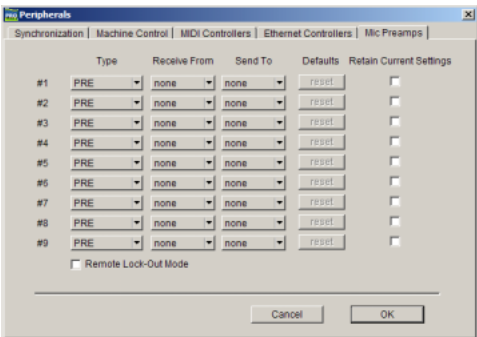 PRO Peripherals
Synchronization Machine Control MIDI Controllers Ethernet Controllers Mic Preamps
Type Receive From Send To Defaults Retain Current Settings
#1 PRE none none reset
#2 PRE none none reset
#3 PRE none none reset
#4 PRE none none reset
#5 PRE none none reset
#6 PRE none none reset
#7 PRE none none reset
#8 PRE none none reset
#9 PRE none none reset
Remote Lock-Out Mode
Cancel OK